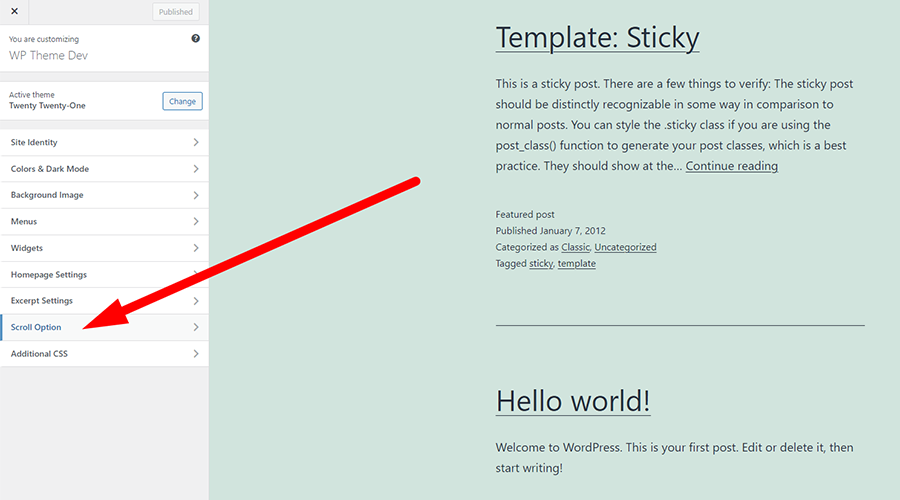 Published
You are customizing
WP Theme Dev
Active theme
Twenty Twenty-One
Change
Site Identity
Colors & Dark Mode
Background Image
Menus
Widgets
Homepage Settings
Excerpt Settings
Scroll Option
Additional CSS
Template: Sticky
This is a sticky post. There are a few things to verify: The sticky post
should be distinctly recognizable in some way in comparison to
normal posts. You can style the .sticky class if you are using the
post_class() function to generate your post classes, which is a best
practice. They should show at the… Continue reading
Featured post
Published January 7, 2012
Categorized as Classic, Uncategorized
Tagged sticky, template
Hello world!
Welcome to WordPress. This is your first post. Edit or delete it, then
start writing!